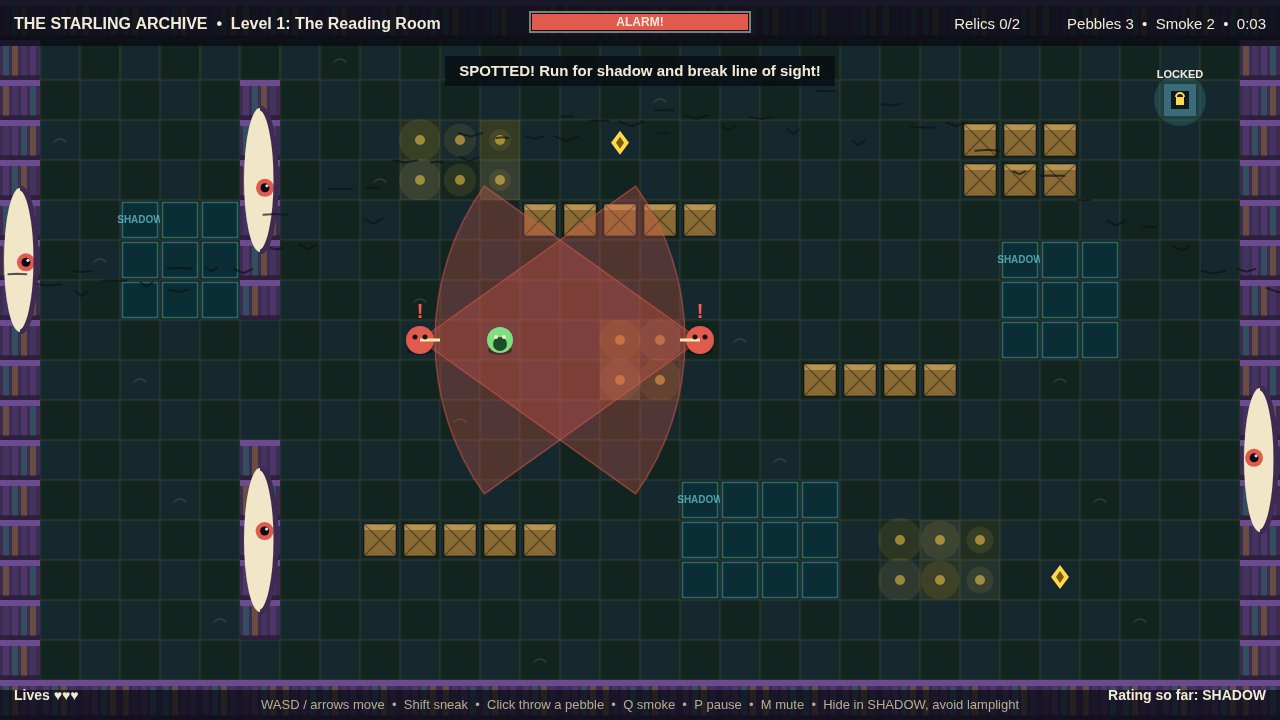 THE STARLING ARCHIVE • Level 1: The Reading Room
ALARM!
Relics 0/2
Pebbles 3 • Smoke 2 • 0:03
SPOTTED! Run for shadow and break line of sight!
LOCKED
SHADOW
SHADOW
! !
SHADOW
Lives ♥♥♥
WASD / arrows move • Shift sneak • Click throw a pebble • Q smoke • P pause • M mute • Hide in SHADOW, avoid lamplight
Rating so far: SHADOW